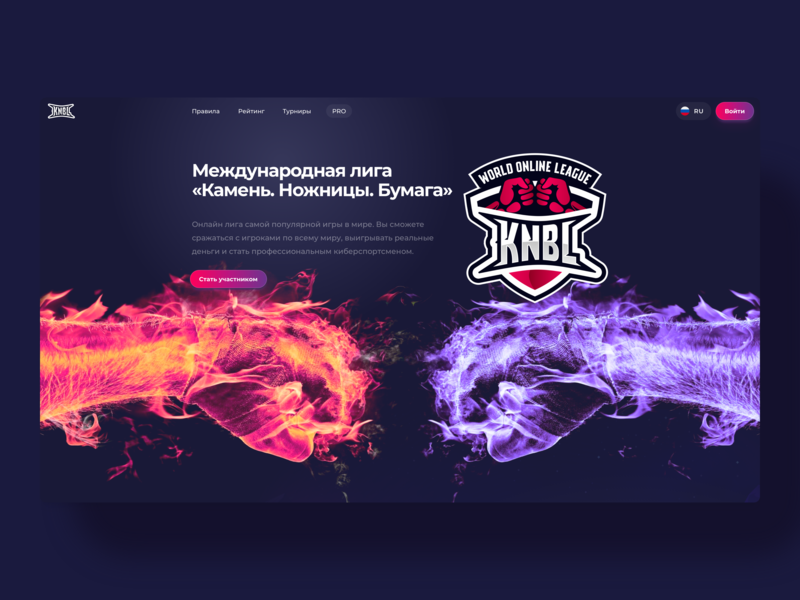 KNBL
Правила
Рейтинг
Турниры
PRO
RU
Войти
Международная лига
«Камень. Ножницы. Бумага»
Онлайн лига самой популярной игры в мире. Вы сможете
сражаться с игроками по всему миру, выигрывать реальные
деньги и стать профессиональным киберспортсменом.
Стать участником
WORLD ONLINE LEAGUE
KNBL